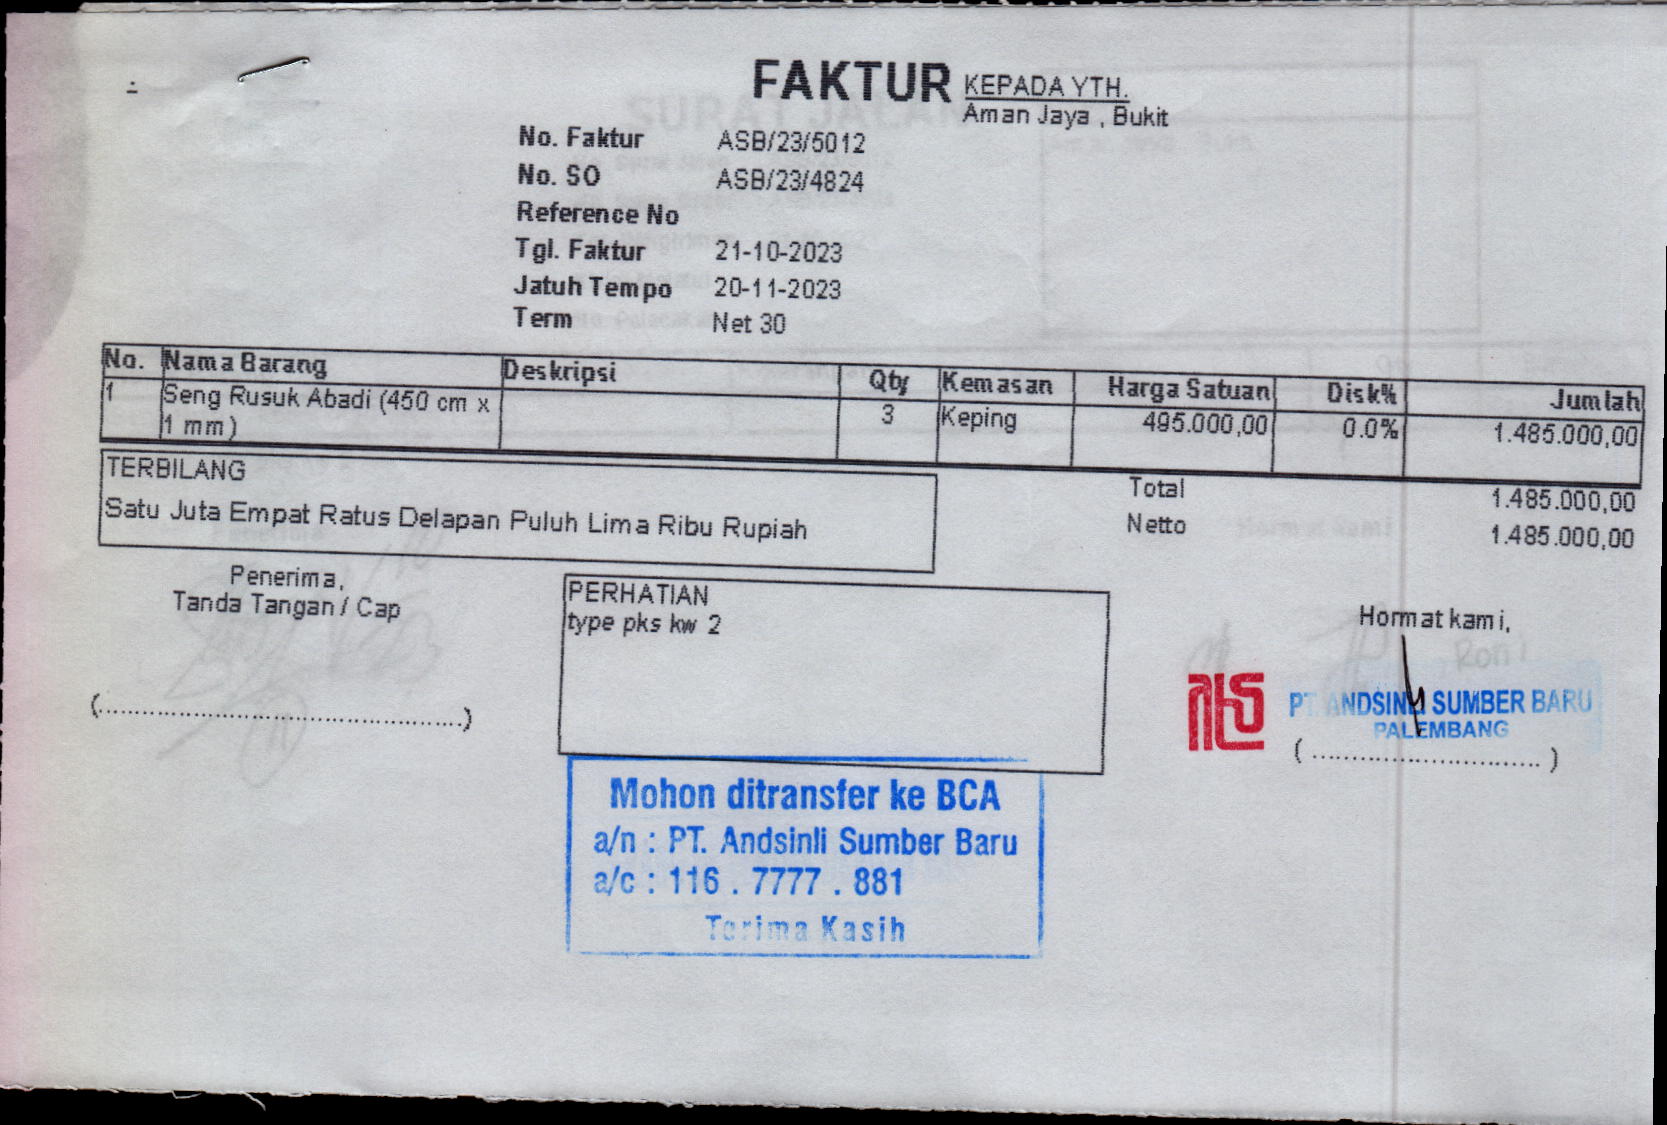 FAKTUR
KEPADA YTH.
Aman Jaya , Bukit
No. Faktur ASB/23/5012
No. SO ASB/23/4824
Reference No
Tgl. Faktur 21-10-2023
Jatuh Tempo 20-11-2023
Term Net 30
No. Nama Barang Deskripsi Qty Kemasan Harga Satuan Disk% Jumlah
1 Seng Rusuk Abadi (450 cm x 3 Keping 495.000,00 0.0% 1.485.000,00
1 mm)
TERBILANG
Satu Juta Empat Ratus Delapan Puluh Lima Ribu Rupiah
Total 1.485.000,00
Netto 1.485.000,00
Penerima,
Tanda Tangan / Cap
(................................................)
PERHATIAN
type pks kw 2
Hormat kami,
Roni
PT. ANDSINLI SUMBER BARU
PALEMBANG
( .............................. )
Mohon ditransfer ke BCA
a/n : PT. Andsinli Sumber Baru
a/c : 116 . 7777 . 881
Terima Kasih
SURAT JALAN